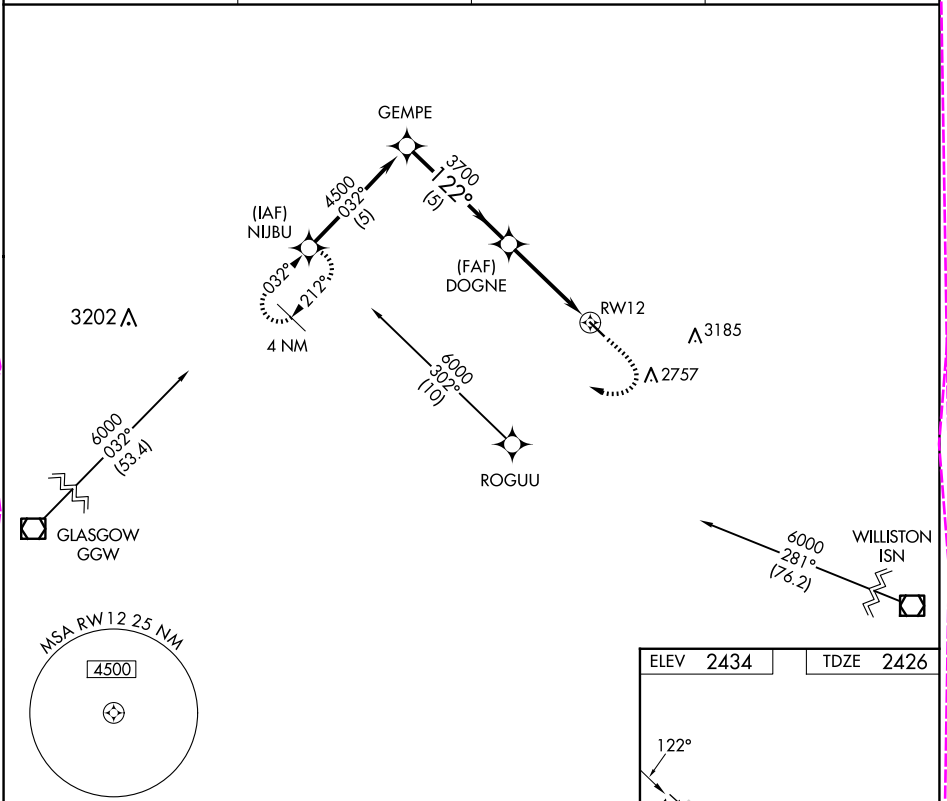 GEMPE
3700
122°
(5)
4500
032°
(5)
(IAF)
NIJBU
032°
212°
4 NM
(FAF)
DOGNE
RW12
3202
3185
2757
6000
302°
(10)
ROGUU
6000
032°
(53.4)
GLASGOW
GGW
6000
281°
(76.2)
WILLISTON
ISN
MSA RW12 25 NM
4500
ELEV 2434
TDZE 2426
122°